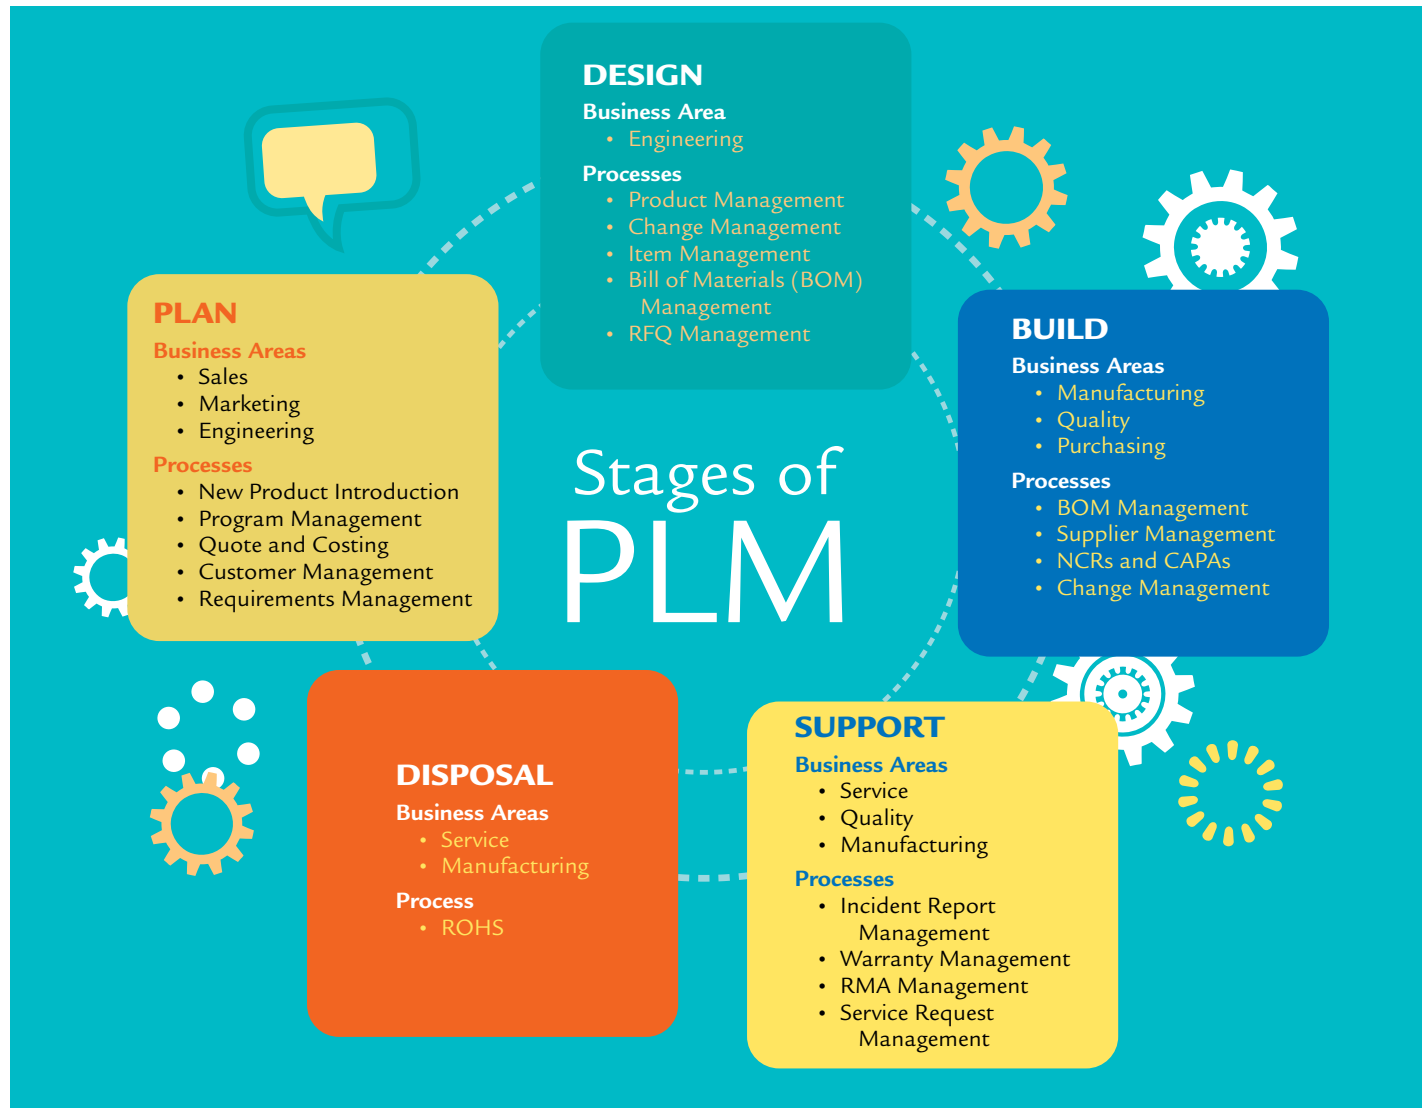 DESIGN
Business Area
• Engineering
Processes
• Product Management
• Change Management
• Item Management
• Bill of Materials (BOM)
Management
• RFQ Management
PLAN
Business Areas
• Sales
• Marketing
• Engineering
Processes
• New Product Introduction
• Program Management
• Quote and Costing
• Customer Management
• Requirements Management
BUILD
Business Areas
• Manufacturing
• Quality
• Purchasing
Processes
• BOM Management
• Supplier Management
• NCRs and CAPAs
• Change Management
Stages of
PLM
DISPOSAL
Business Areas
• Service
• Manufacturing
Process
• ROHS
SUPPORT
Business Areas
• Service
• Quality
• Manufacturing
Processes
• Incident Report
Management
• Warranty Management
• RMA Management
• Service Request
Management